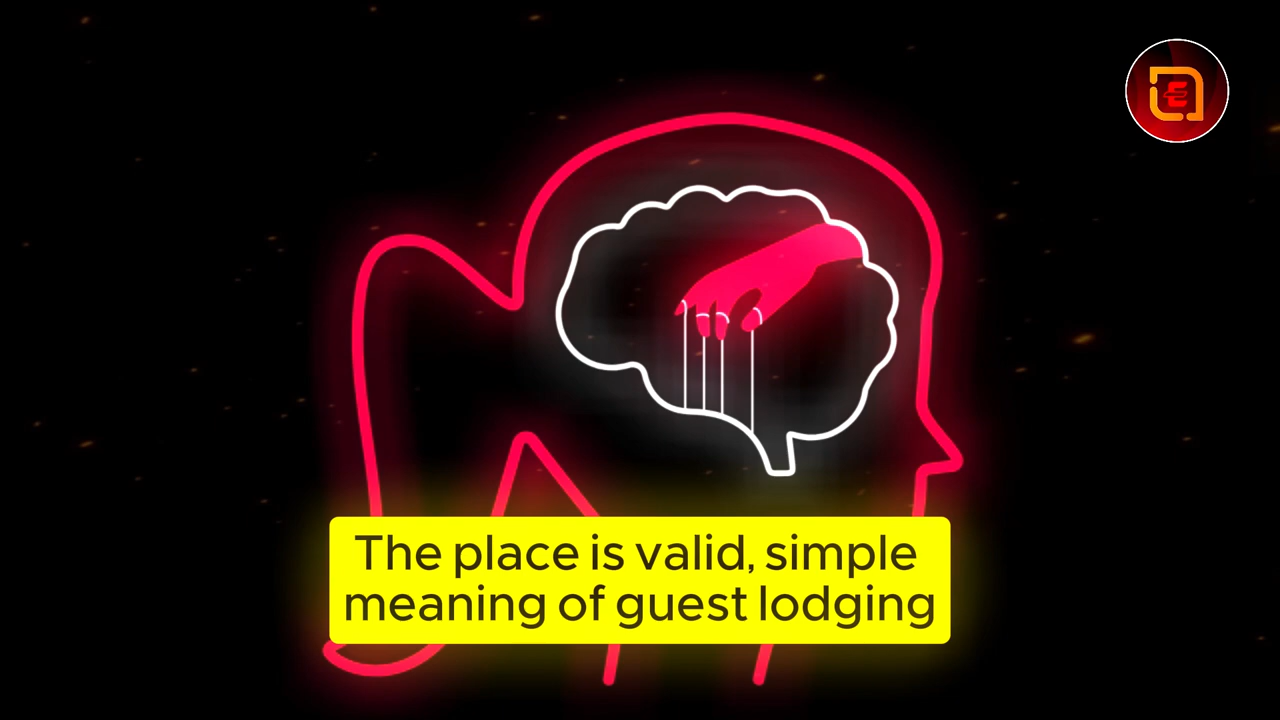 The place is valid, simple
meaning of guest lodging